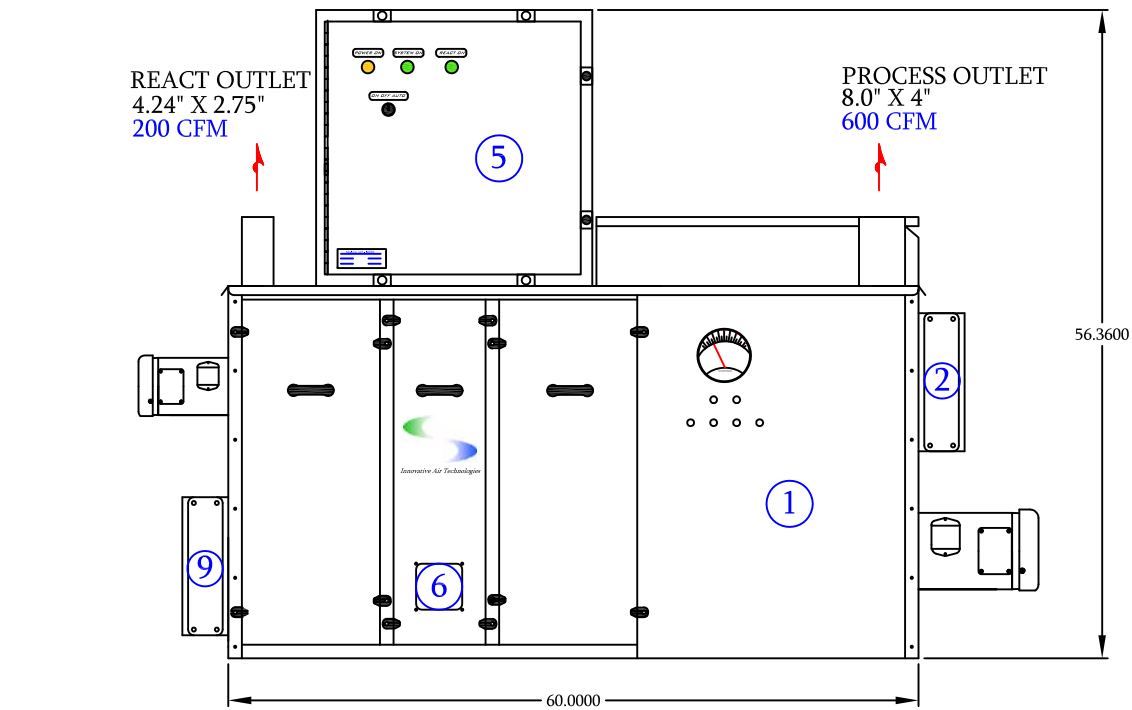 POWER ON
SYSTEM ON
REACT ON
ON OFF AUTO
REACT OUTLET
4.24" X 2.75"
200 CFM
PROCESS OUTLET
8.0" X 4"
600 CFM
5
56.3600
2
Innovative Air Technologies
1
9
6
60.0000